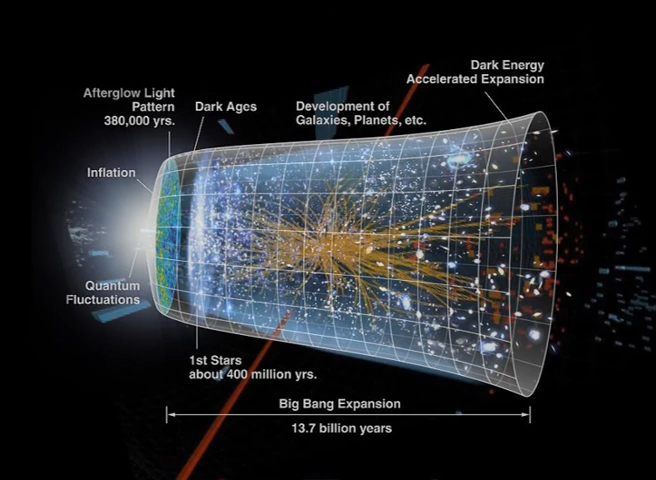 Dark Energy
Accelerated Expansion
Afterglow Light
Pattern
380,000 yrs.
Dark Ages
Development of
Galaxies, Planets, etc.
Inflation
Quantum
Fluctuations
1st Stars
about 400 million yrs.
Big Bang Expansion
13.7 billion years